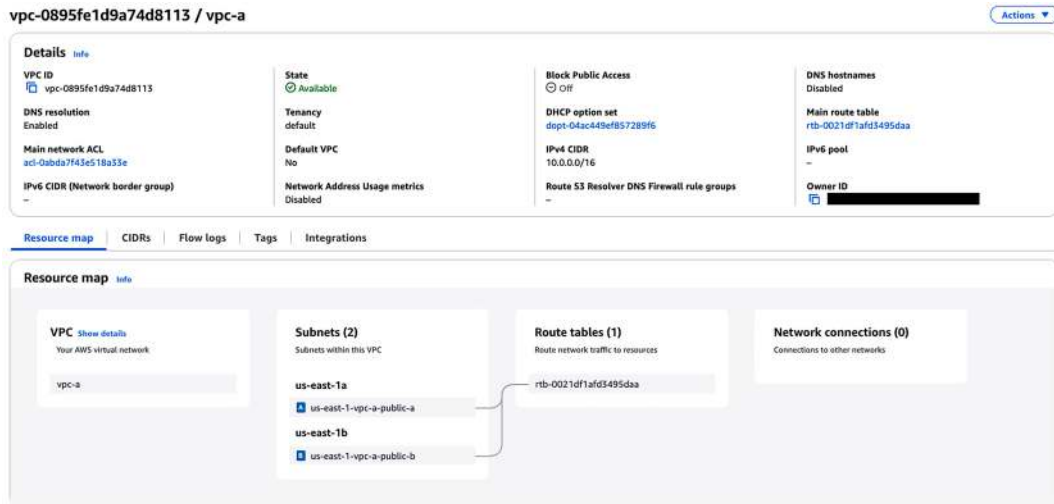 vpc-0895fe1d9a74d8113 / vpc-a
Actions
Details Info
VPC ID
vpc-0895fe1d9a74d8113
State
Available
Block Public Access
Off
DNS hostnames
Disabled
DNS resolution
Enabled
Tenancy
default
DHCP option set
dopt-04ac449ef857289f6
Main route table
rtb-0021df1afd3495daa
Main network ACL
acl-0abda7f43e518a33e
Default VPC
No
IPv4 CIDR
10.0.0.0/16
IPv6 pool
–
IPv6 CIDR (Network border group)
–
Network Address Usage metrics
Disabled
Route 53 Resolver DNS Firewall rule groups
–
Owner ID
Resource map
CIDRs
Flow logs
Tags
Integrations
Resource map Info
VPC Show details
Your AWS virtual network
vpc-a
Subnets (2)
Subnets within this VPC
us-east-1a
A us-east-1-vpc-a-public-a
us-east-1b
B us-east-1-vpc-a-public-b
Route tables (1)
Route network traffic to resources
rtb-0021df1afd3495daa
Network connections (0)
Connections to other networks